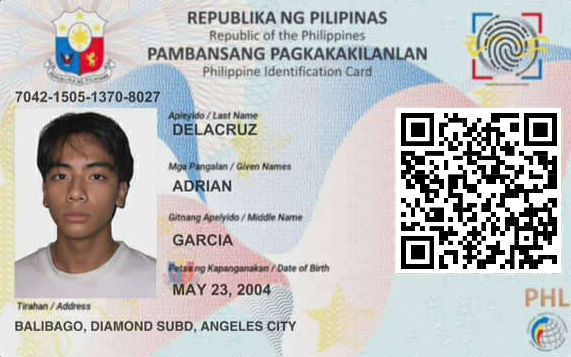 REPUBLIKA NG PILIPINAS
Republic of the Philippines
PAMBANSANG PAGKAKAKILANLAN
Philippine Identification Card
7042-1505-1370-8027
Apleyido / Last Name
DELACRUZ
Mga Pangalan / Given Names
ADRIAN
Gitnang Apelyido / Middle Name
GARCIA
Petsa ng Kapanganakan / Date of Birth
MAY 23, 2004
Tirahan / Address
BALIBAGO, DIAMOND SUBD, ANGELES CITY
PHL